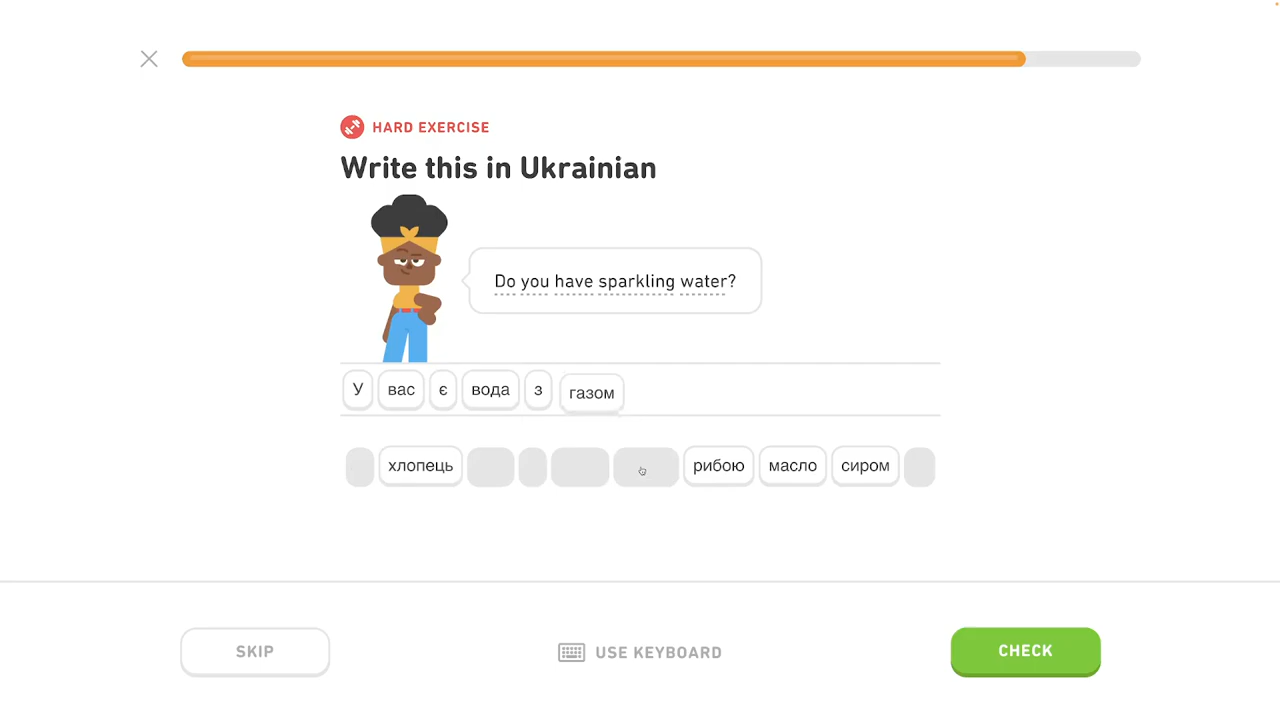 HARD EXERCISE
Write this in Ukrainian
Do you have sparkling water?
У вас є вода з газом
хлопець рибою масло сиром
SKIP USE KEYBOARD CHECK